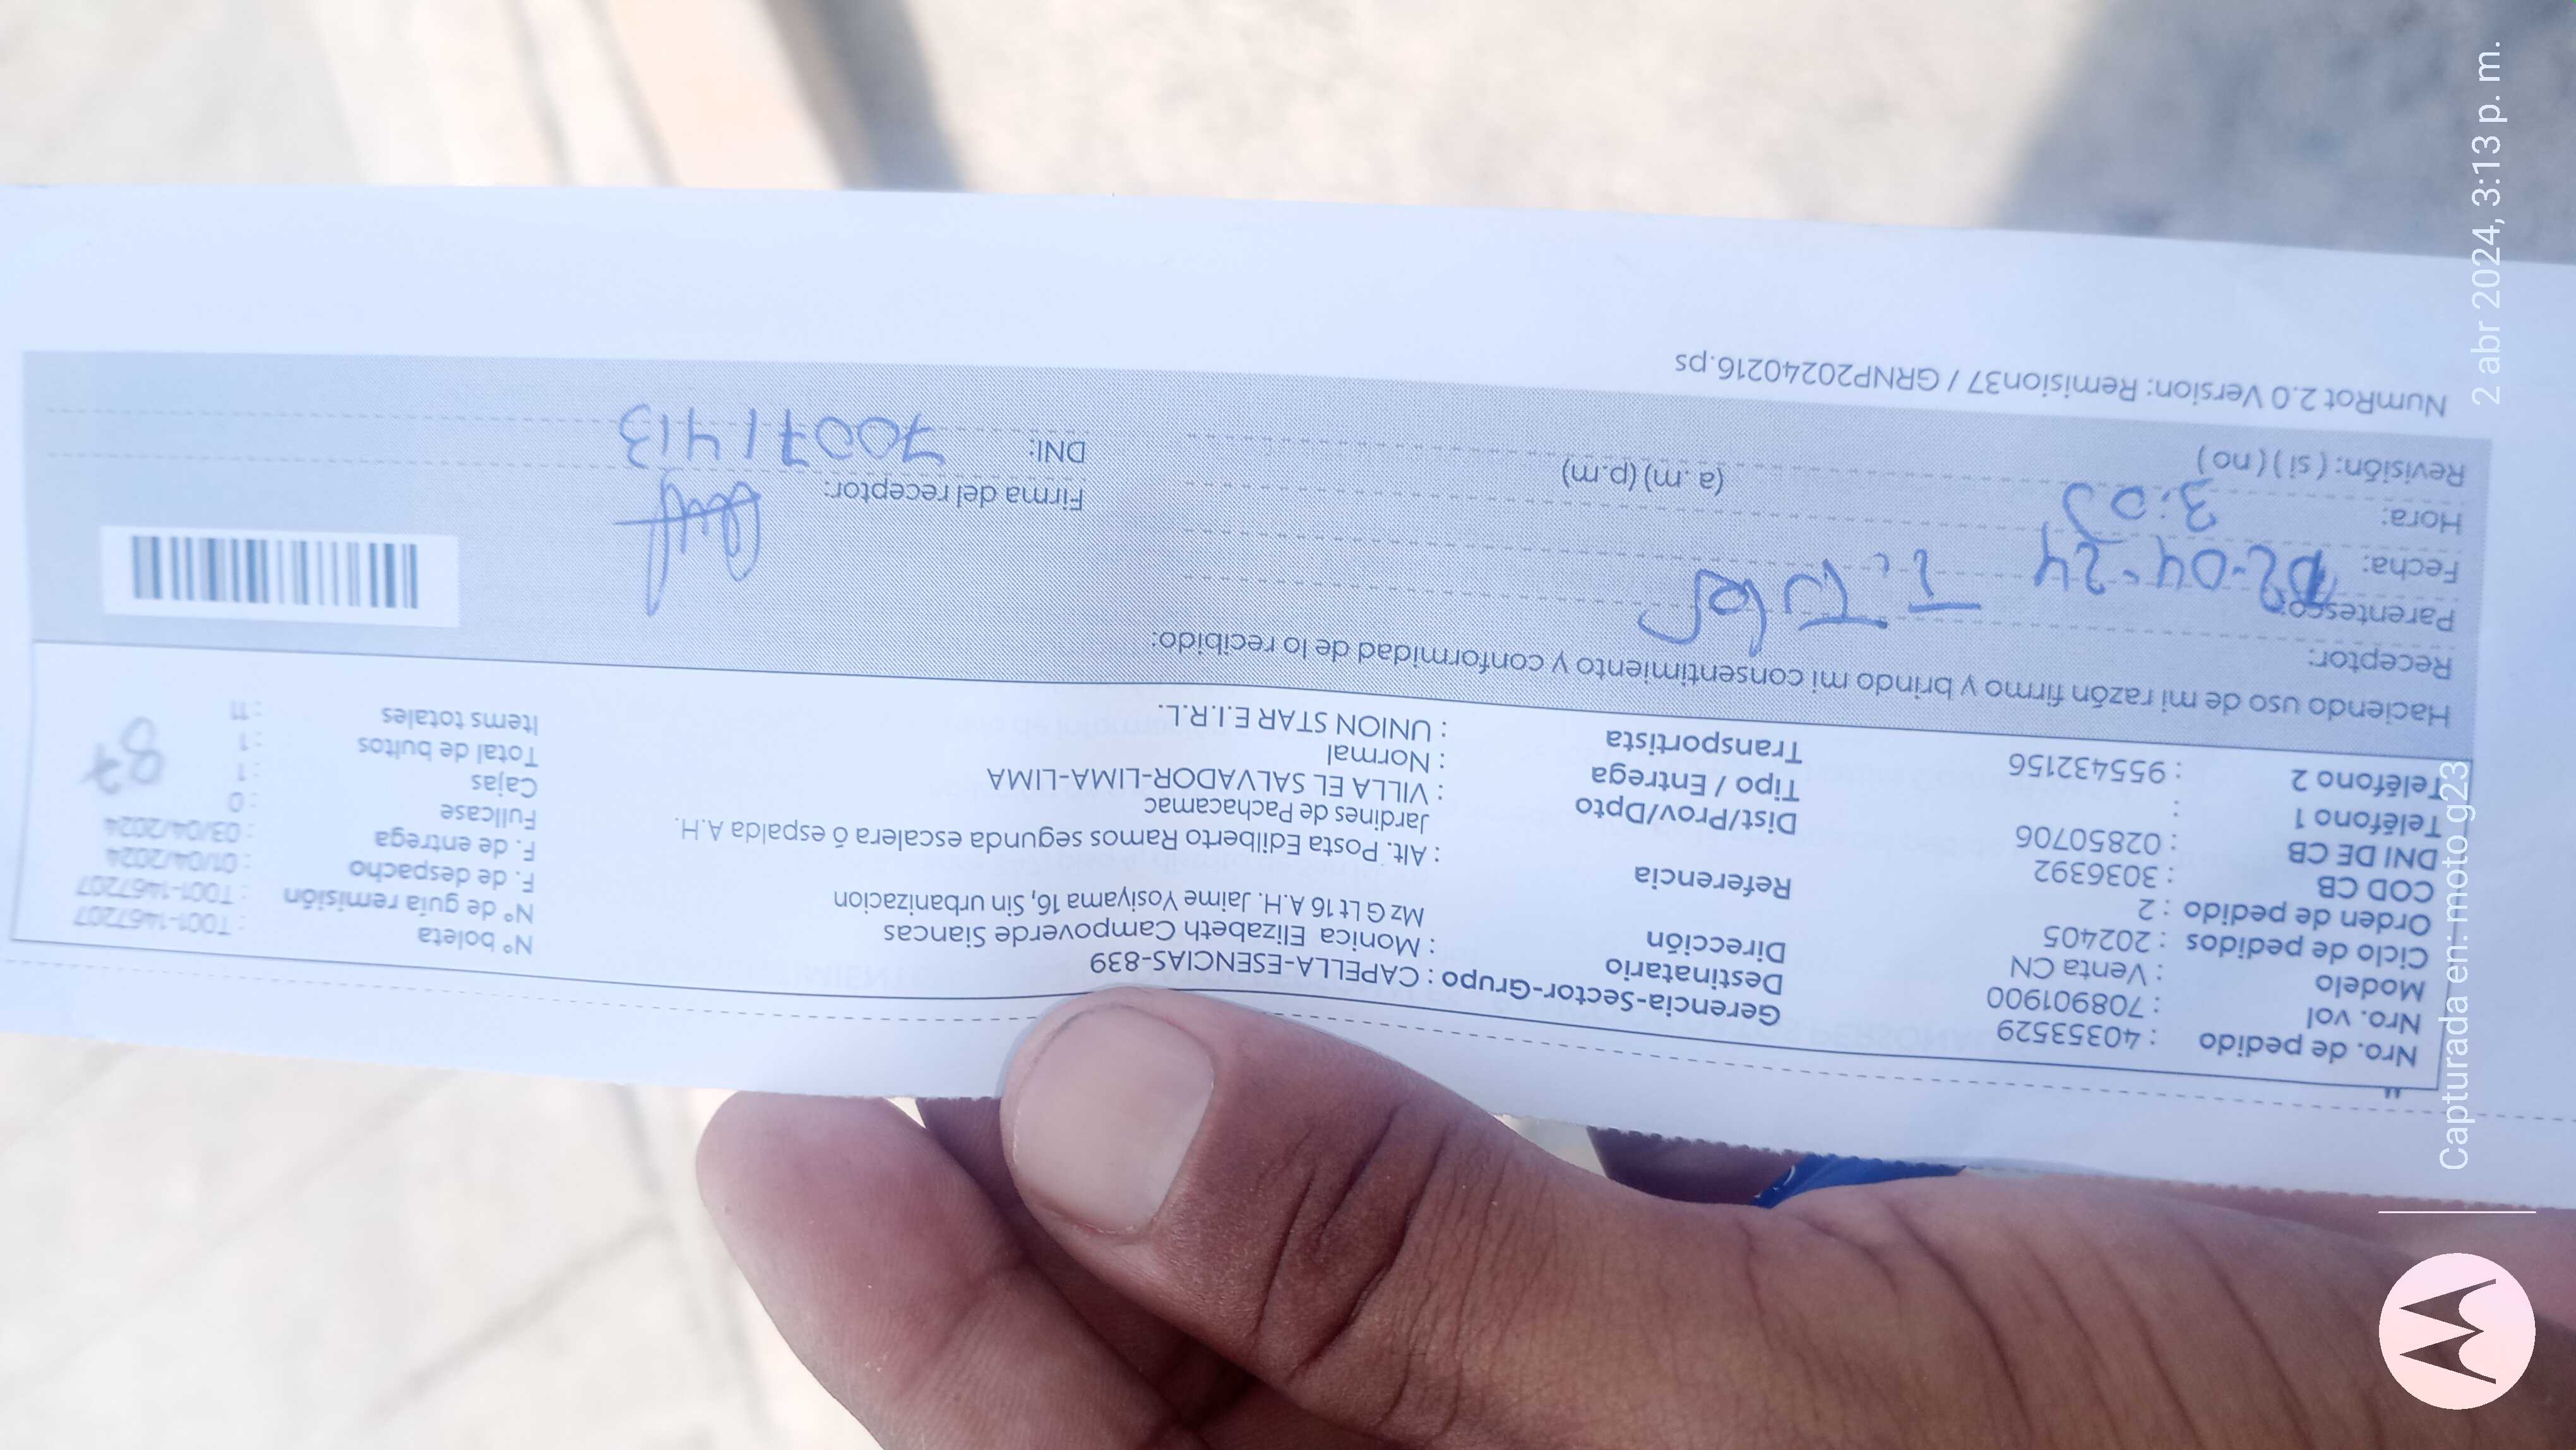 Nro. de pedido : 40353529
Nro. vol : 708901900
Modelo : Venta CN
Ciclo de pedidos : 202405
Orden de pedido : 2
COD CB : 3036392
DNI DE CB : 02850706
Teléfono 1 :
Teléfono 2 : 955432156
Gerencia-Sector-Grupo : CAPELLA-ESENCIAS-839
Destinatario : Monica Elizabeth Campoverde Siancas
Dirección Mz G Lt 16 A.H. Jaime Yosiyama 16, Sin urbanizacion
Referencia : Alt. Posta Edilberto Ramos segunda escalera ó espalda A.H.
Jardines de Pachacamac
Dist/Prov/Dpto : VILLA EL SALVADOR-LIMA-LIMA
Tipo / Entrega : Normal
Transportista : UNION STAR E.I.R.L.
Nº boleta : T001-1467207
Nº de guía remisión : T001-1467207
F. de despacho : 01/04/2024
F. de entrega : 03/04/2024
Fullcase : 0
Cajas : 1
Total de bultos : 1
Items totales : 11
87
Haciendo uso de mi razón firmo y brindo mi consentimiento y conformidad de lo recibido:
Receptor:
Parentesco:
Fecha: 02-04-24
Hora: 3:03 (a.m) (p.m)
Revisión: ( si ) ( no )
Firma del receptor:
DNI: 70071413
NumRot 2.0 Version: Remision37 / GRNP20240216.ps
Capturada en: moto g23
2 abr 2024, 3:13 p. m.